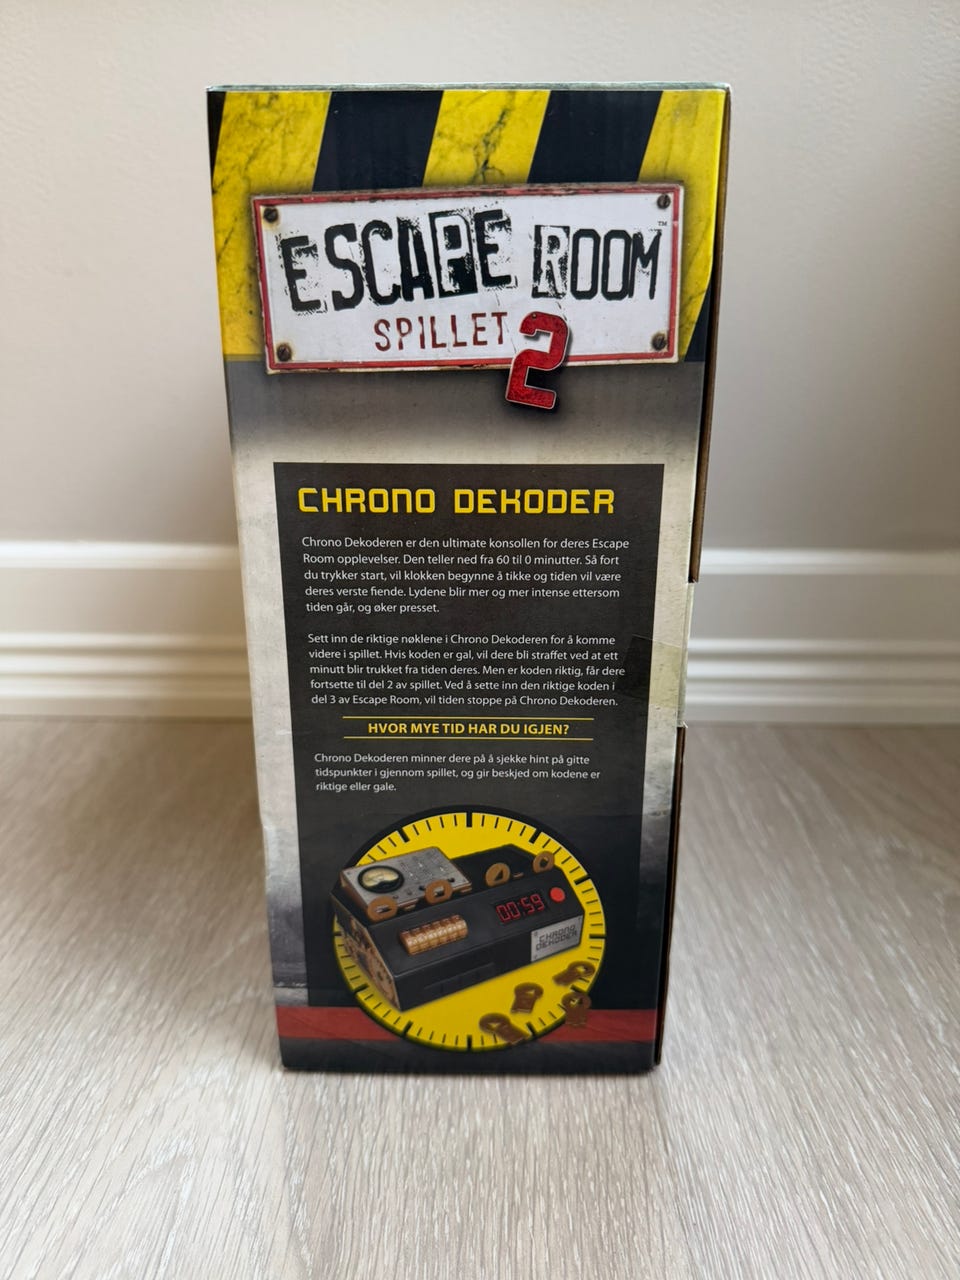 ESCAPE ROOM™
SPILLET 2
CHRONO DEKODER
Chrono Dekoderen er den ultimate konsollen for deres Escape
Room opplevelser. Den teller ned fra 60 til 0 minutter. Så fort
du trykker start, vil klokken begynne å tikke og tiden vil være
deres verste fiende. Lydene blir mer og mer intense ettersom
tiden går, og øker presset.
Sett inn de riktige nøklene i Chrono Dekoderen for å komme
videre i spillet. Hvis koden er gal, vil dere bli straffet ved at ett
minutt blir trukket fra tiden deres. Men er koden riktig, får dere
fortsette til del 2 av spillet. Ved å sette inn den riktige koden i
del 3 av Escape Room, vil tiden stoppe på Chrono Dekoderen.
HVOR MYE TID HAR DU IGJEN?
Chrono Dekoderen minner dere på å sjekke hint på gitte
tidspunkter i gjennom spillet, og gir beskjed om kodene er
riktige eller gale.
00:59
CHRONO
DEKODER